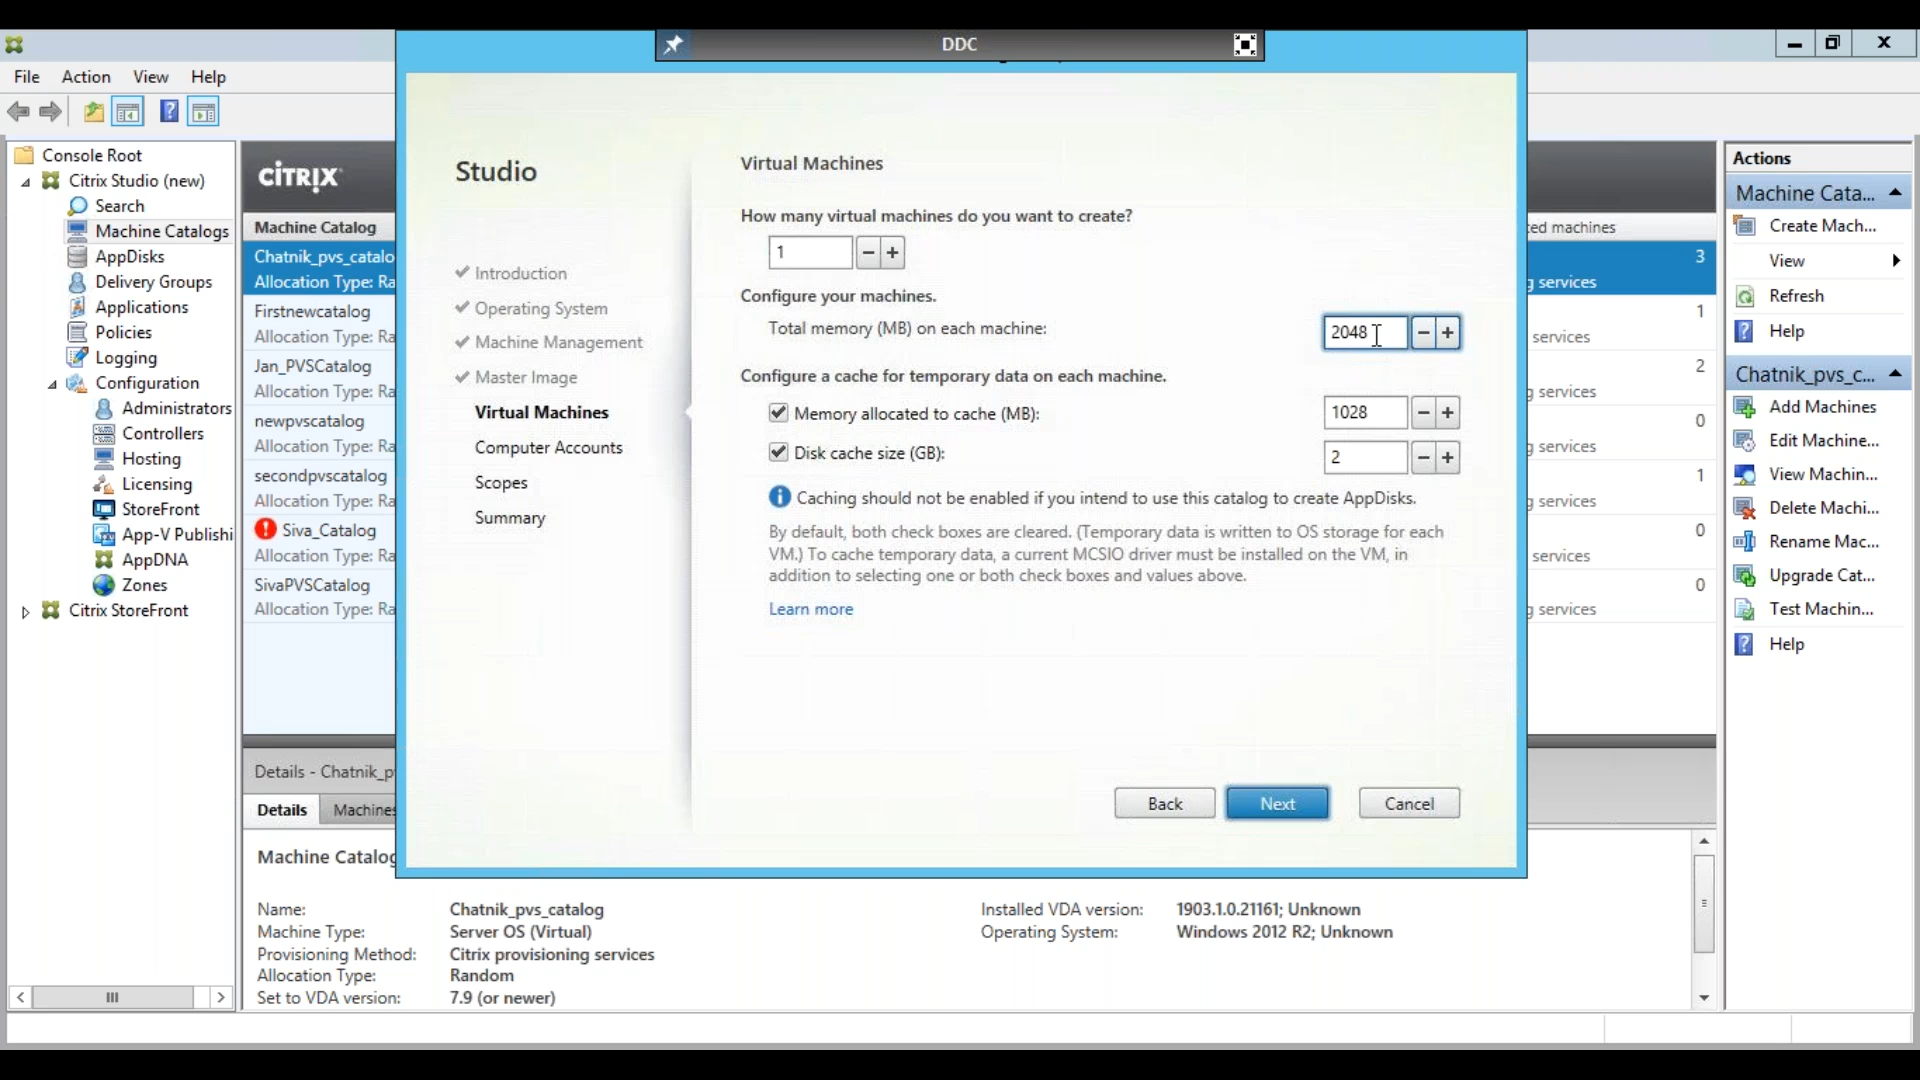 DDC
File Action View Help
Console Root
Citrix Studio (new)
Search
Machine Catalogs
AppDisks
Delivery Groups
Applications
Policies
Logging
Configuration
Administrators
Controllers
Hosting
Licensing
StoreFront
App-V Publishi
AppDNA
Zones
Citrix StoreFront
CİTRIX
Machine Catalog
Chatnik_pvs_catalo
Allocation Type: Ra
Firstnewcatalog
Allocation Type: Ra
Jan_PVSCatalog
Allocation Type: Ra
newpvscatalog
Allocation Type: Ra
secondpvscatalog
Allocation Type: Ra
Siva_Catalog
Allocation Type: Ra
SivaPVSCatalog
Allocation Type: Ra
Studio
Introduction
Operating System
Machine Management
Master Image
Virtual Machines
Computer Accounts
Scopes
Summary
Virtual Machines
How many virtual machines do you want to create?
1 − +
Configure your machines.
Total memory (MB) on each machine: 2048 − +
Configure a cache for temporary data on each machine.
Memory allocated to cache (MB): 1028 − +
Disk cache size (GB): 2 − +
Caching should not be enabled if you intend to use this catalog to create AppDisks.
By default, both check boxes are cleared. (Temporary data is written to OS storage for each
VM.) To cache temporary data, a current MCSIO driver must be installed on the VM, in
addition to selecting one or both check boxes and values above.
Learn more
Back Next Cancel
ed machines
3
g services
1
services
2
g services
0
g services
1
g services
0
services
0
g services
Actions
Machine Cata...
Create Mach...
View
Refresh
Help
Chatnik_pvs_c...
Add Machines
Edit Machine...
View Machin...
Delete Machi...
Rename Mac...
Upgrade Cat...
Test Machin...
Help
Details - Chatnik_p
Details Machines
Machine Catalog
Name: Chatnik_pvs_catalog
Machine Type: Server OS (Virtual)
Provisioning Method: Citrix provisioning services
Allocation Type: Random
Set to VDA version: 7.9 (or newer)
Installed VDA version: 1903.1.0.21161; Unknown
Operating System: Windows 2012 R2; Unknown